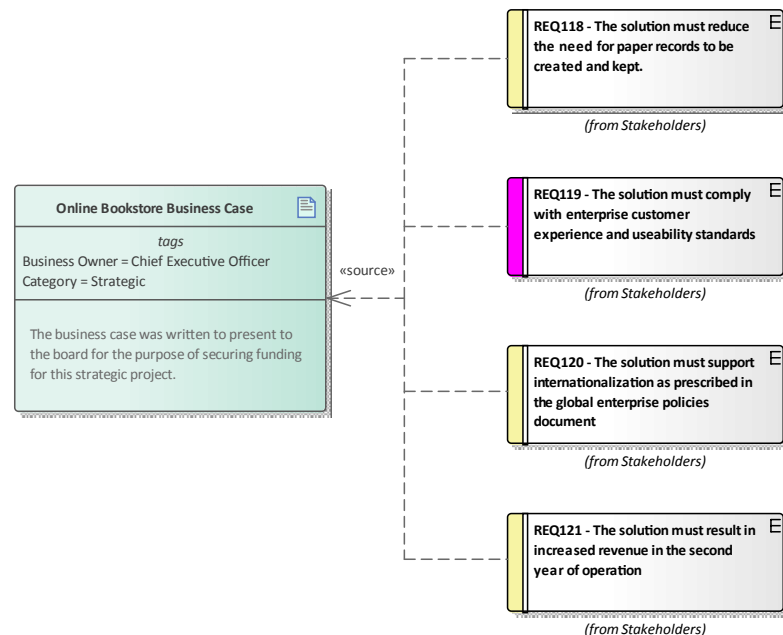 REQ118 - The solution must reduce
the need for paper records to be
created and kept.
E
(from Stakeholders)
REQ119 - The solution must comply
with enterprise customer
experience and useability standards
E
(from Stakeholders)
Online Bookstore Business Case
tags
Business Owner = Chief Executive Officer
Category = Strategic
The business case was written to present to
the board for the purpose of securing funding
for this strategic project.
«source»
REQ120 - The solution must support
internationalization as prescribed in
the global enterprise policies
document
E
(from Stakeholders)
REQ121 - The solution must result in
increased revenue in the second
year of operation
E
(from Stakeholders)